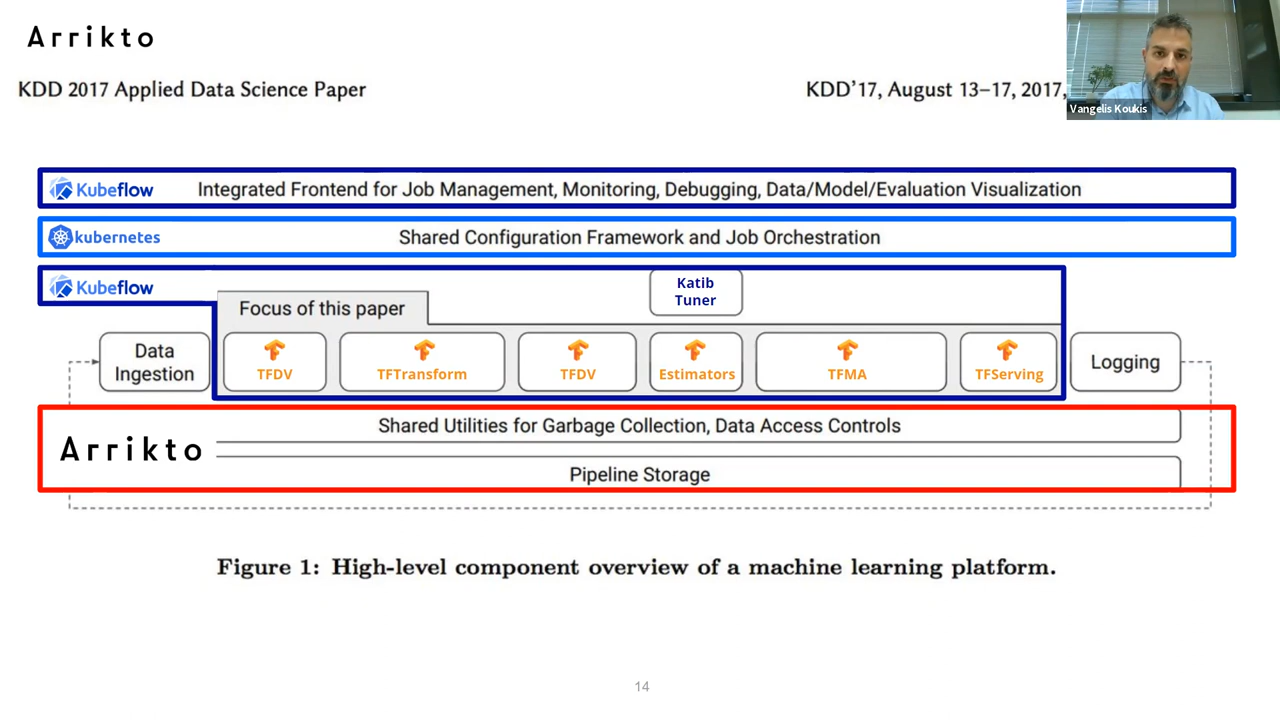 Arrikto
KDD 2017 Applied Data Science Paper
KDD'17, August 13–17, 2017,
Vangelis Koukis
Kubeflow
Integrated Frontend for Job Management, Monitoring, Debugging, Data/Model/Evaluation Visualization
kubernetes
Shared Configuration Framework and Job Orchestration
Kubeflow
Katib
Tuner
Focus of this paper
Data
Ingestion
TFDV
TFTransform
TFDV
Estimators
TFMA
TFServing
Logging
Shared Utilities for Garbage Collection, Data Access Controls
Arrikto
Pipeline Storage
Figure 1: High-level component overview of a machine learning platform.
14